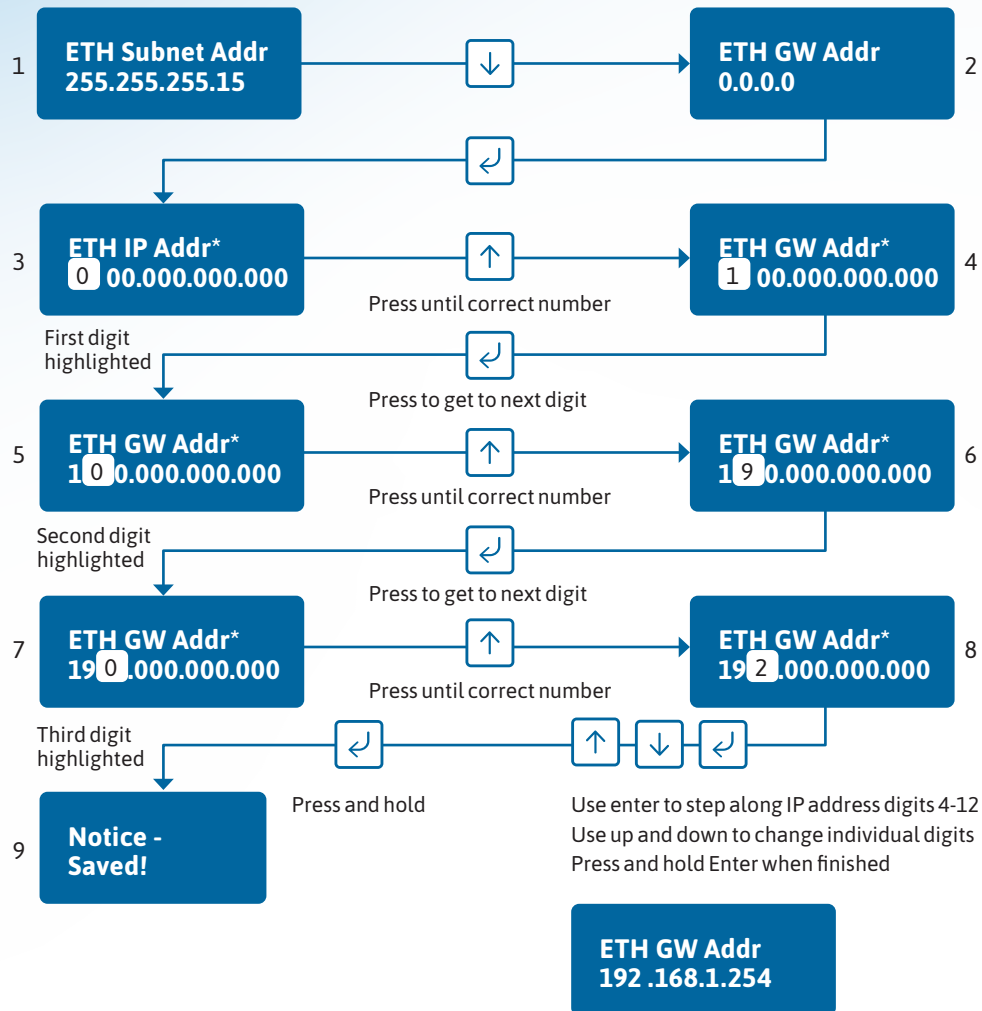 1
ETH Subnet Addr
255.255.255.15
ETH GW Addr
0.0.0.0
2
3
ETH IP Addr*
0 00.000.000.000
Press until correct number
ETH GW Addr*
1 00.000.000.000
4
First digit
highlighted
Press to get to next digit
5
ETH GW Addr*
100.000.000.000
Press until correct number
ETH GW Addr*
190.000.000.000
6
Second digit
highlighted
Press to get to next digit
7
ETH GW Addr*
190.000.000.000
Press until correct number
ETH GW Addr*
192.000.000.000
8
Third digit
highlighted
Press and hold
Use enter to step along IP address digits 4-12
Use up and down to change individual digits
Press and hold Enter when finished
9
Notice -
Saved!
ETH GW Addr
192 .168.1.254